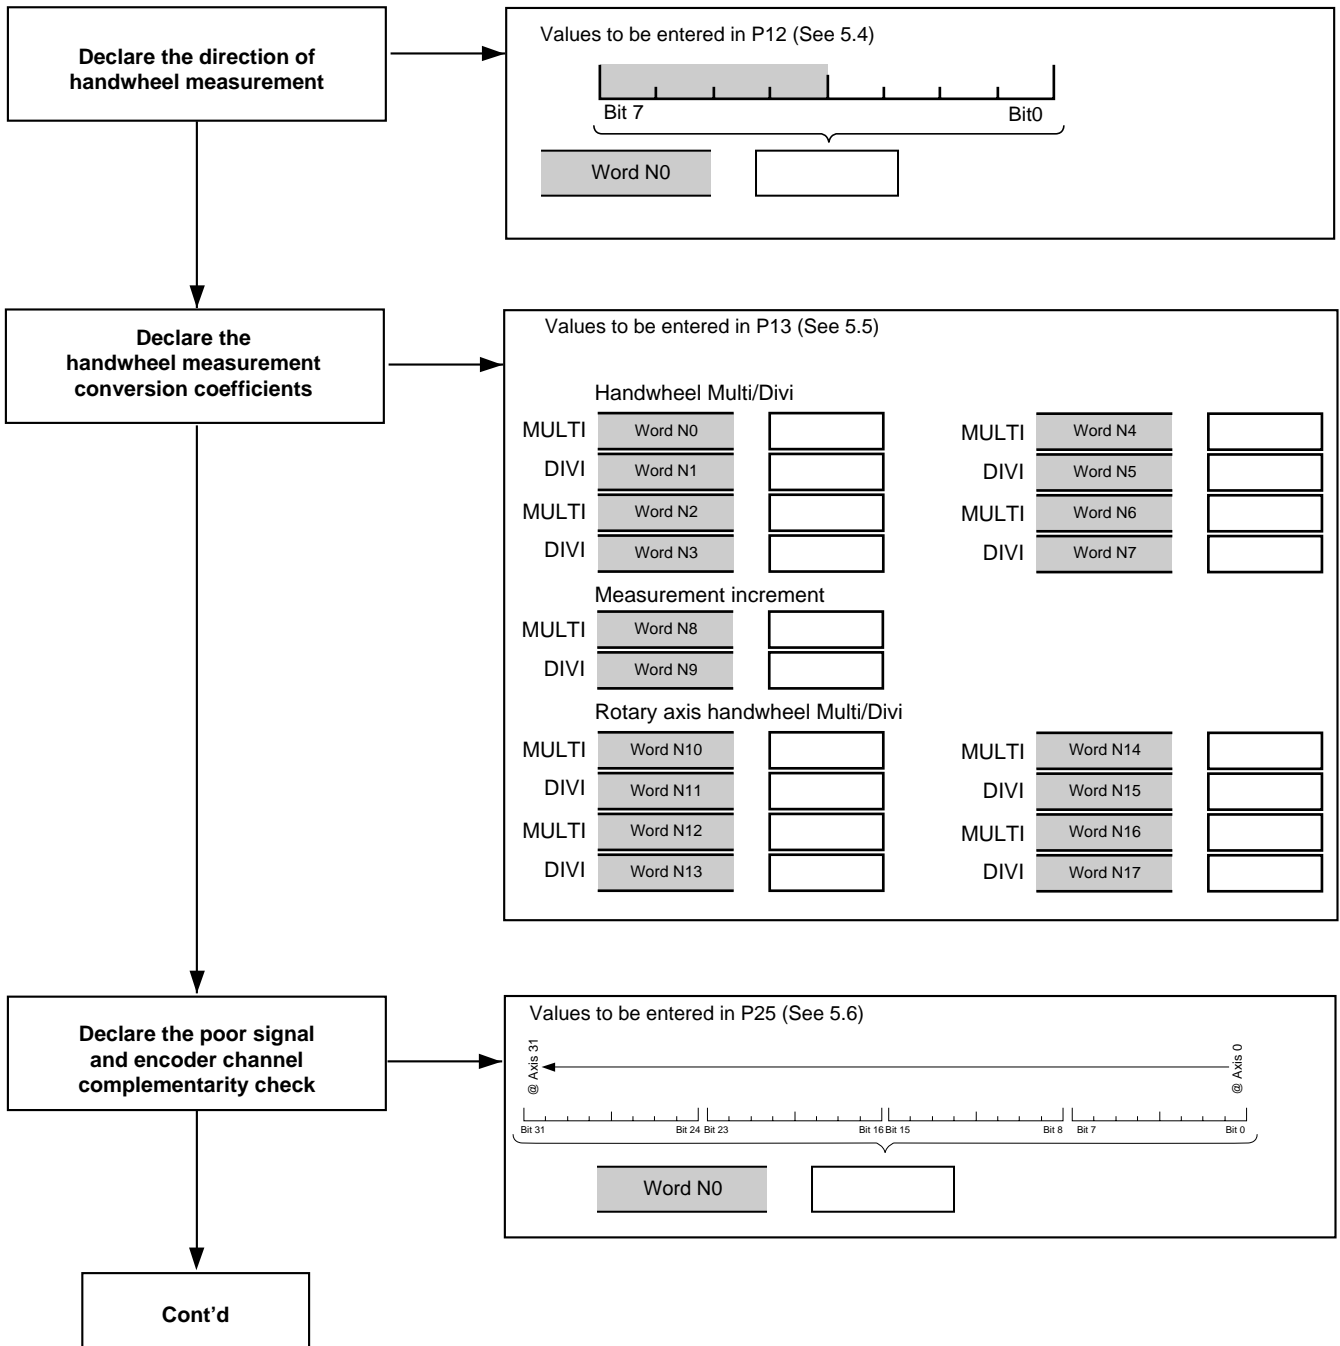 Declare the direction of
handwheel measurement
Values to be entered in P12 (See 5.4)
Bit 7
Bit0
Word N0
Declare the
handwheel measurement
conversion coefficients
Values to be entered in P13 (See 5.5)
Handwheel Multi/Divi
MULTI Word N0 MULTI Word N4
DIVI Word N1 DIVI Word N5
MULTI Word N2 MULTI Word N6
DIVI Word N3 DIVI Word N7
Measurement increment
MULTI Word N8
DIVI Word N9
Rotary axis handwheel Multi/Divi
MULTI Word N10 MULTI Word N14
DIVI Word N11 DIVI Word N15
MULTI Word N12 MULTI Word N16
DIVI Word N13 DIVI Word N17
Declare the poor signal
and encoder channel
complementarity check
Values to be entered in P25 (See 5.6)
@ Axis 31
@ Axis 0
Bit 31 Bit 24 Bit 23 Bit 16 Bit 15 Bit 8 Bit 7 Bit 0
Word N0
Cont'd